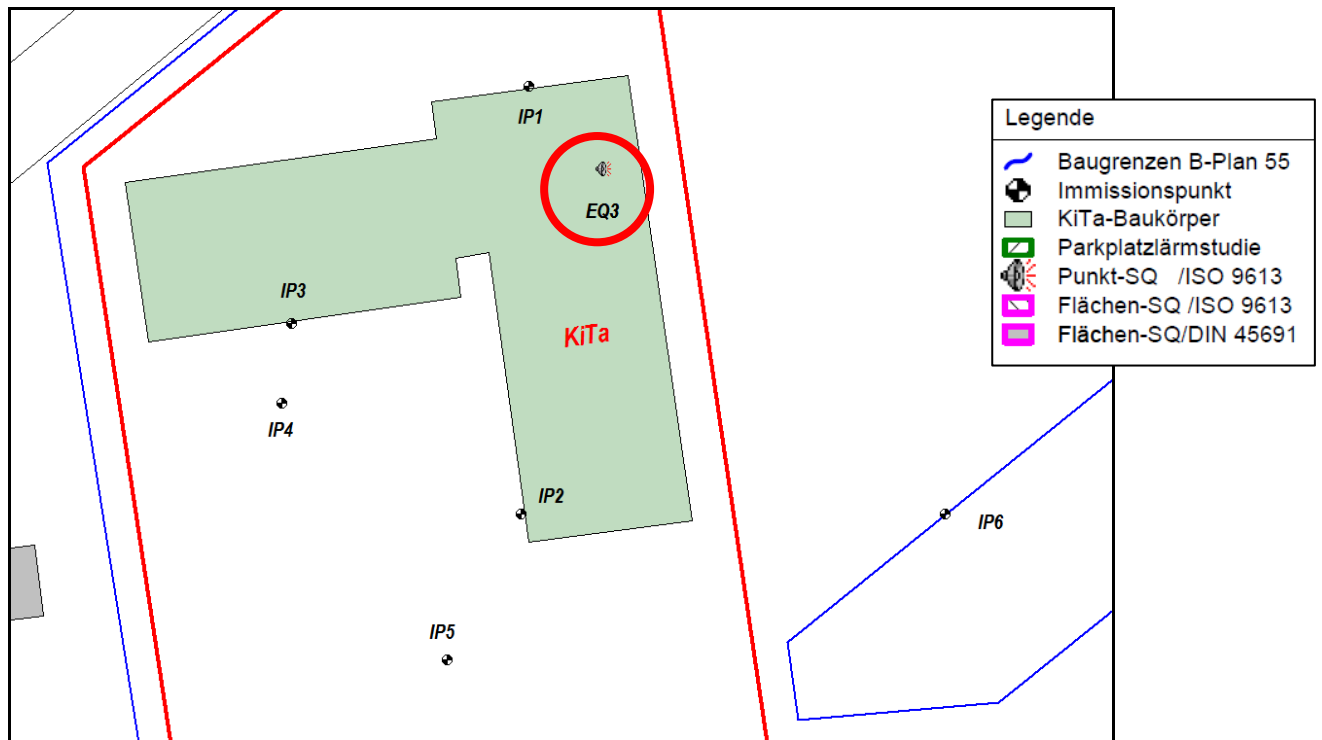 IP1
EQ3
IP3
KiTa
IP4
IP2
IP5
IP6
Legende
Baugrenzen B-Plan 55
Immissionspunkt
KiTa-Baukörper
Parkplatzlärmstudie
Punkt-SQ /ISO 9613
Flächen-SQ /ISO 9613
Flächen-SQ/DIN 45691